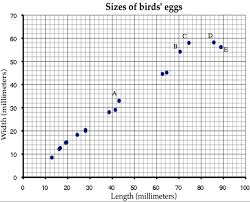 Sizes of birds' eggs
Width (millimeters)
70
60
50
40
30
20
10
0
A
B
C
D
E
0 10 20 30 40 50 60 70 80 90 100
Length (millimeters)